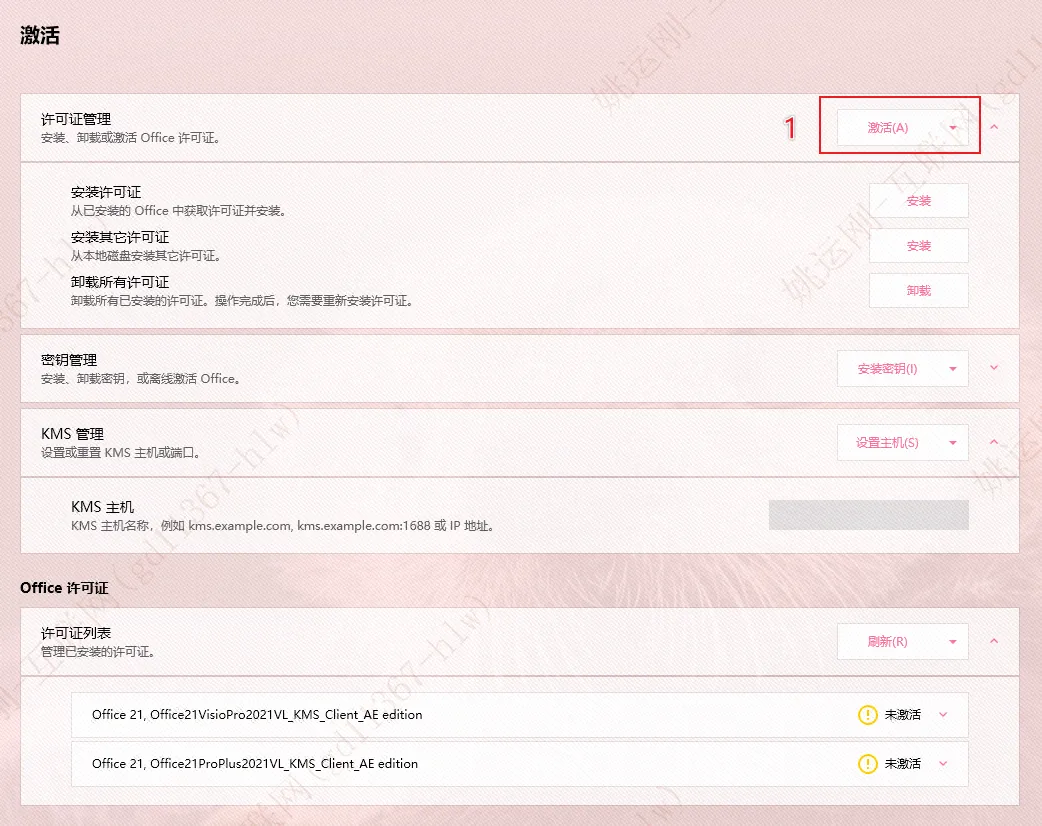 激活
许可证管理
安装、卸载或激活 Office 许可证。
1
激活(A)
安装许可证
从已安装的 Office 中获取许可证并安装。
安装
安装其它许可证
从本地磁盘安装其它许可证。
安装
卸载所有许可证
卸载所有已安装的许可证。操作完成后，您需要重新安装许可证。
卸载
密钥管理
安装、卸载密钥，或离线激活 Office。
安装密钥(I)
KMS 管理
设置或重置 KMS 主机或端口。
设置主机(S)
KMS 主机
KMS 主机名称，例如 kms.example.com, kms.example.com:1688 或 IP 地址。
Office 许可证
许可证列表
管理已安装的许可证。
刷新(R)
Office 21, Office21VisioPro2021VL_KMS_Client_AE edition
未激活
Office 21, Office21ProPlus2021VL_KMS_Client_AE edition
未激活
姚运刚-互联网(gd11367-hlw)